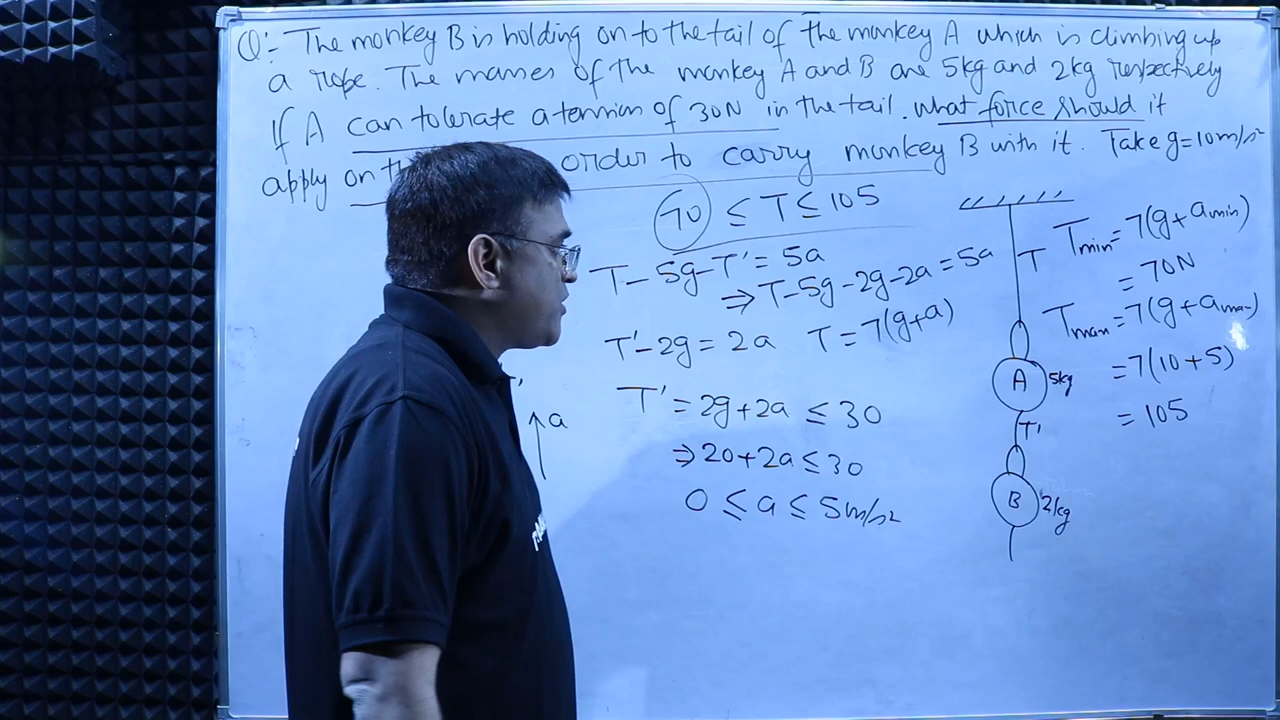 Q:- The monkey B is holding on to the tail of the monkey A which is climbing up
a rope. The masses of the monkey A and B are 5kg and 2kg respectively
If A can tolerate a tension of 30N in the tail. what force should it
apply on the order to carry monkey B with it. Take g=10m/s²
70 ≤ T ≤ 105
T-5g-T'=5a
⇒ T-5g-2g-2a=5a
T'-2g=2a T=7(g+a)
T'=2g+2a ≤ 30
⇒ 20+2a ≤ 30
0 ≤ a ≤ 5m/s²
a
T
A 5kg
T'
B 2kg
Tmin=7(g+amin)
=70N
Tmax=7(g+amax)
=7(10+5)
=105